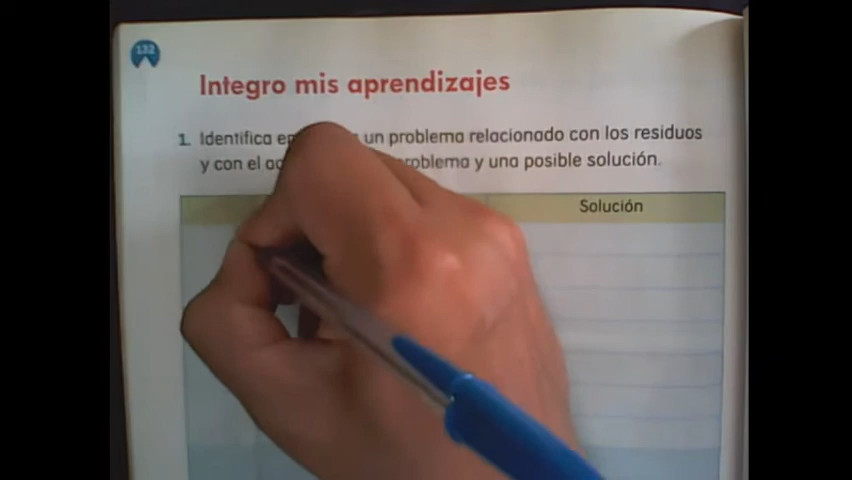 132
Integro mis aprendizajes
1. Identifica un problema relacionado con los residuos
y con el problema y una posible solución.
Solución